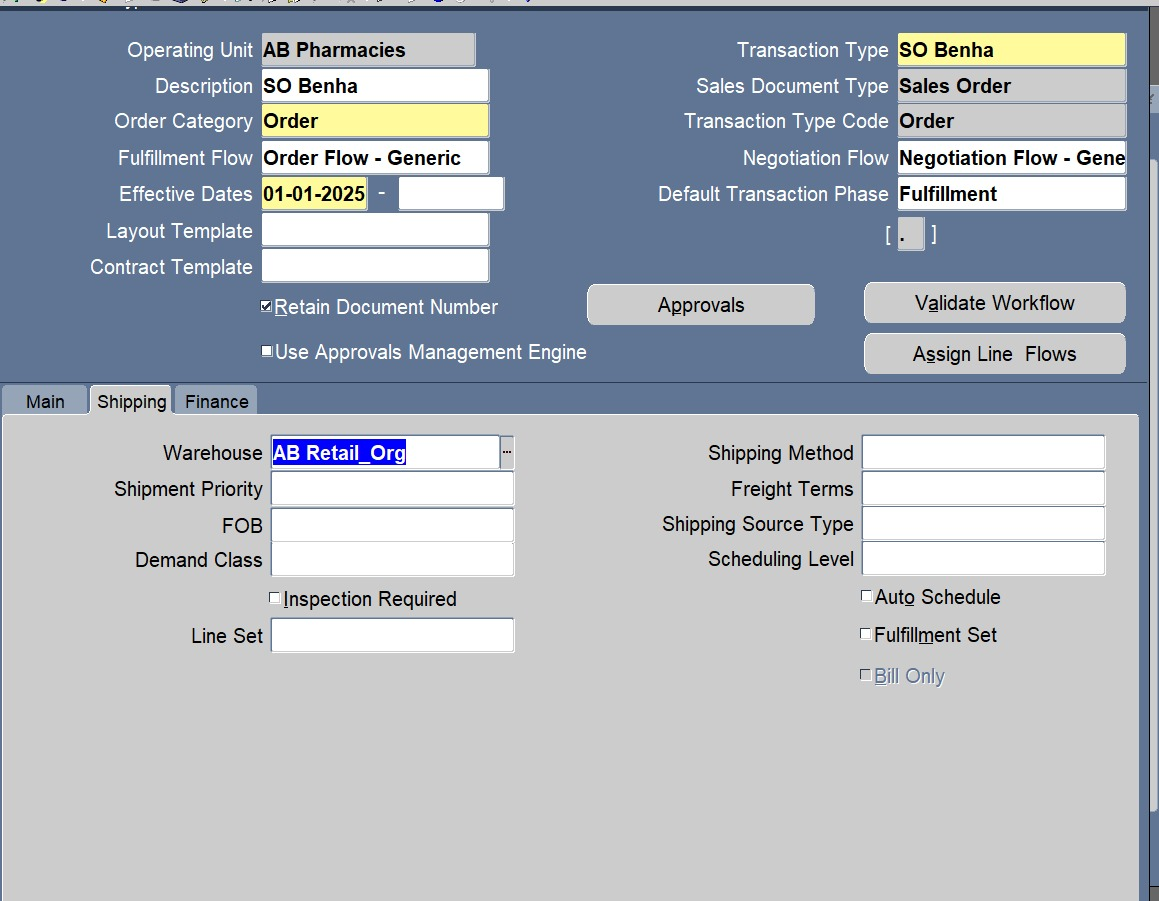 Operating Unit AB Pharmacies Transaction Type SO Benha
Description SO Benha Sales Document Type Sales Order
Order Category Order Transaction Type Code Order
Fulfillment Flow Order Flow - Generic Negotiation Flow Negotiation Flow - Gene
Effective Dates 01-01-2025 - Default Transaction Phase Fulfillment
Layout Template [ . ]
Contract Template
Retain Document Number Approvals Validate Workflow
Use Approvals Management Engine Assign Line Flows
Main Shipping Finance
Warehouse AB Retail_Org ... Shipping Method
Shipment Priority Freight Terms
FOB Shipping Source Type
Demand Class Scheduling Level
Inspection Required Auto Schedule
Line Set Fulfillment Set
Bill Only